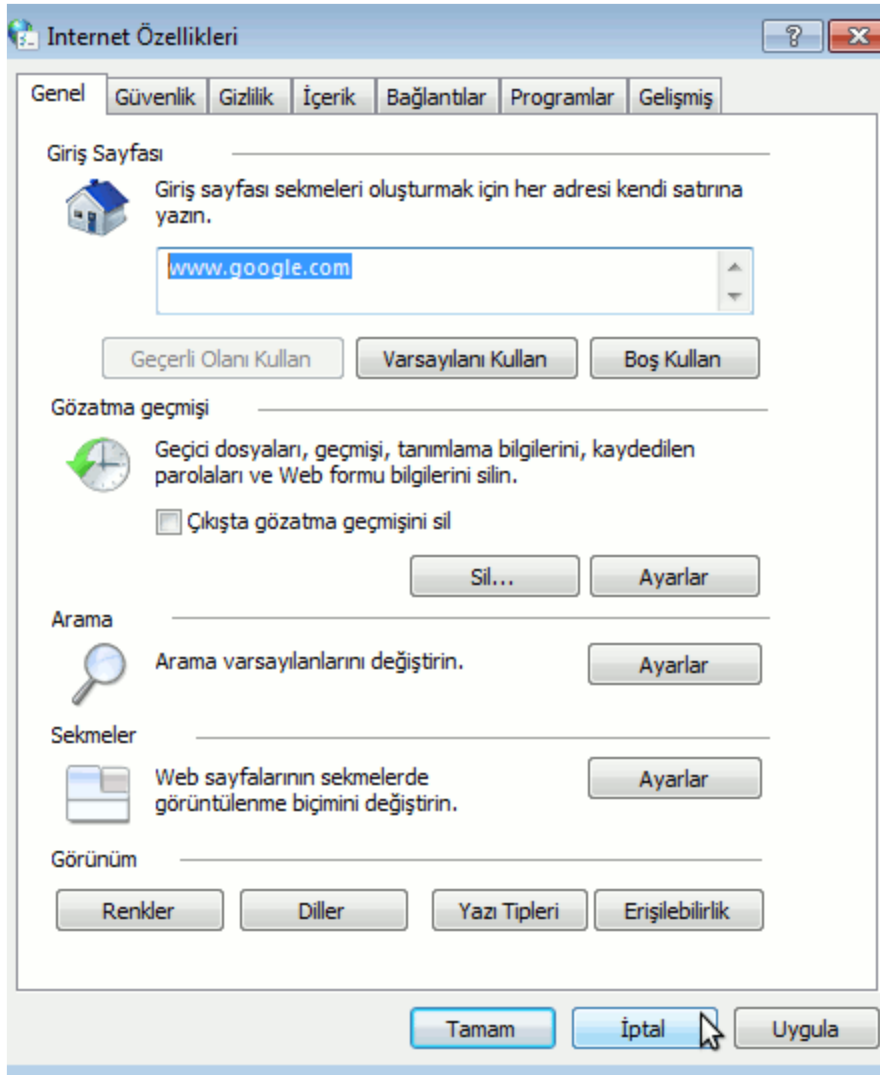 Internet Özellikleri
Genel Güvenlik Gizlilik İçerik Bağlantılar Programlar Gelişmiş
Giriş Sayfası
Giriş sayfası sekmeleri oluşturmak için her adresi kendi satırına
yazın.
www.google.com
Geçerli Olanı Kullan Varsayılanı Kullan Boş Kullan
Gözatma geçmişi
Geçici dosyaları, geçmişi, tanımlama bilgilerini, kaydedilen
parolaları ve Web formu bilgilerini silin.
Çıkışta gözatma geçmişini sil
Sil... Ayarlar
Arama
Arama varsayılanlarını değiştirin. Ayarlar
Sekmeler
Web sayfalarının sekmelerde Ayarlar
görüntülenme biçimini değiştirin.
Görünüm
Renkler Diller Yazı Tipleri Erişilebilirlik
Tamam İptal Uygula